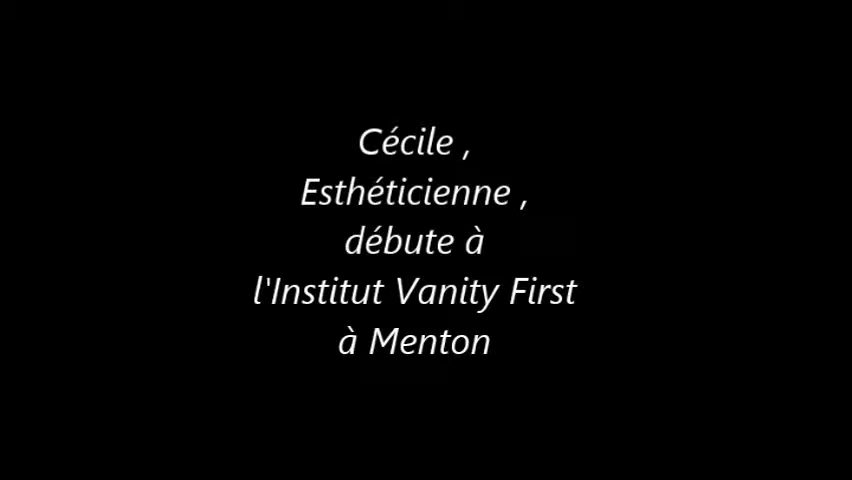 Cécile ,
Esthéticienne ,
débute à
l'Institut Vanity First
à Menton